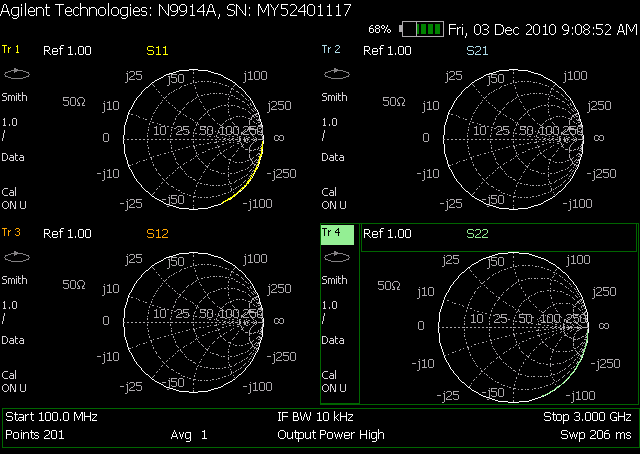 Agilent Technologies: N9914A, SN: MY52401117
68% Fri, 03 Dec 2010 9:08:52 AM
Tr 1 Ref 1.00 S11
Smith
1.0
/
Data
Cal
ON U
50Ω
j25 50 j100
j10 j250
0 10 25 50 100 250 ∞
-j10 -j250
-j25 -j50 -j100
Tr 2 Ref 1.00 S21
Smith
1.0
/
Data
Cal
ON U
50Ω
j25 50 j100
j10 j250
0 10 25 50 100 250 ∞
-j10 -j250
-j25 -j50 -j100
Tr 3 Ref 1.00 S12
Smith
1.0
/
Data
Cal
ON U
50Ω
j25 50 j100
j10 j250
0 10 25 50 100 250 ∞
-j10 -j250
-j25 -j50 -j100
Tr 4 Ref 1.00 S22
Smith
1.0
/
Data
Cal
ON U
50Ω
j25 50 j100
j10 j250
0 10 25 50 100 250 ∞
-j10 -j250
-j25 -j50 -j100
Start 100.0 MHz IF BW 10 kHz Stop 3.000 GHz
Points 201 Avg 1 Output Power High Swp 206 ms